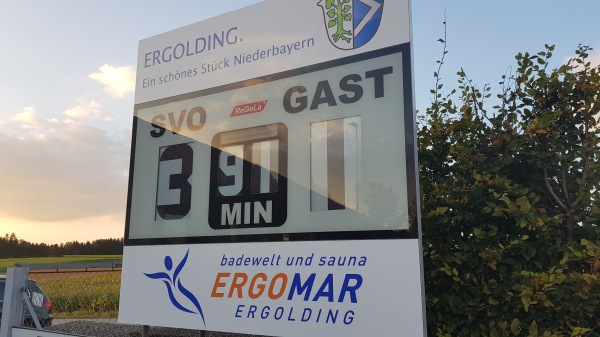 ERGOLDING.
Ein schönes Stück Niederbayern
SVO ReGeLa GAST
3 91 1
MIN
badewelt und sauna
ERGOMAR
ERGOLDING